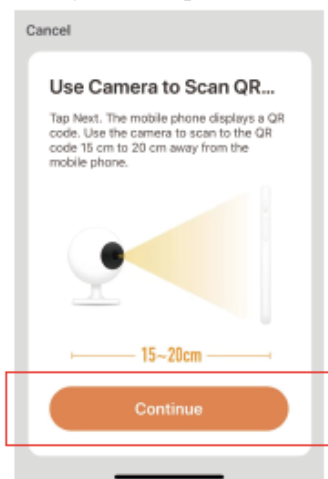 Cancel
Use Camera to Scan QR...
Tap Next. The mobile phone displays a QR
code. Use the camera to scan to the QR
code 15 cm to 20 cm away from the
mobile phone.
15~20cm
Continue